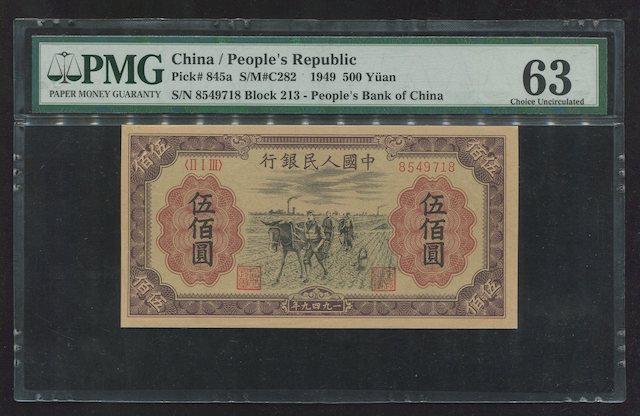 PMG
PAPER MONEY GUARANTY
China / People's Republic
Pick# 845a S/M#C282 1949 500 Yüan
S/N 8549718 Block 213 - People's Bank of China
63
Choice Uncirculated
行銀民人國中
〈II I III〉
8549718
伍佰圓
伍佰圓
佰伍
佰伍
佰伍
佰伍
年九四九一